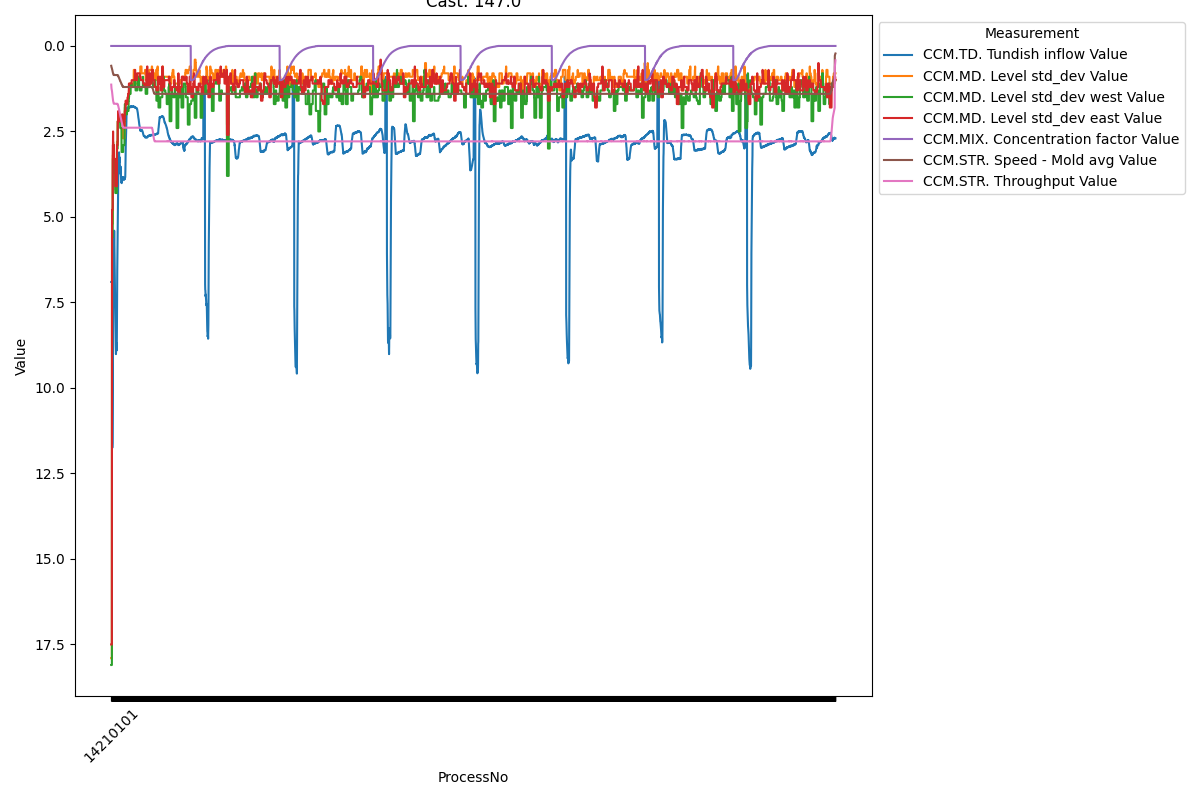 Cast: 147.0
Measurement
CCM.TD. Tundish inflow Value
CCM.MD. Level std_dev Value
CCM.MD. Level std_dev west Value
CCM.MD. Level std_dev east Value
CCM.MIX. Concentration factor Value
CCM.STR. Speed - Mold avg Value
CCM.STR. Throughput Value
0.0
2.5
5.0
7.5
10.0
12.5
15.0
17.5
Value
14210101
ProcessNo